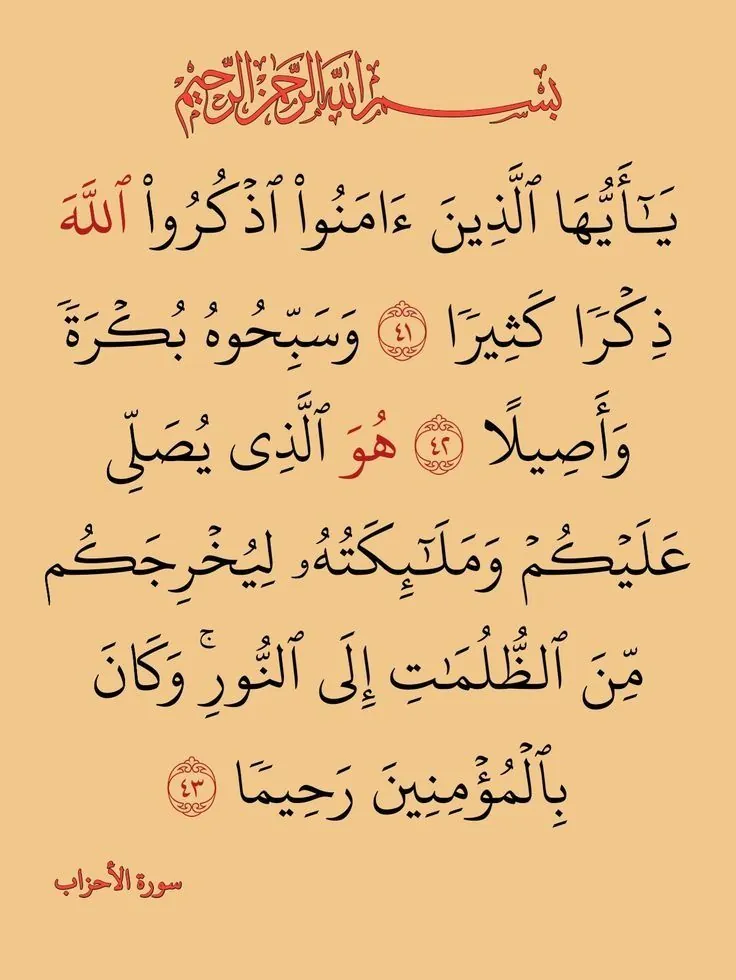 بسم الله الرحمن الرحيم
يَـٰٓأَيُّهَا ٱلَّذِينَ ءَامَنُوا۟ ٱذْكُرُوا۟ ٱللَّهَ
ذِكْرًا كَثِيرًا ٤١ وَسَبِّحُوهُ بُكْرَةً
وَأَصِيلًا ٤٢ هُوَ ٱلَّذِى يُصَلِّى
عَلَيْكُمْ وَمَلَـٰٓئِكَتُهُۥ لِيُخْرِجَكُم
مِّنَ ٱلظُّلُمَـٰتِ إِلَى ٱلنُّورِ ۚ وَكَانَ
بِٱلْمُؤْمِنِينَ رَحِيمًا ٤٣
سورة الأحزاب